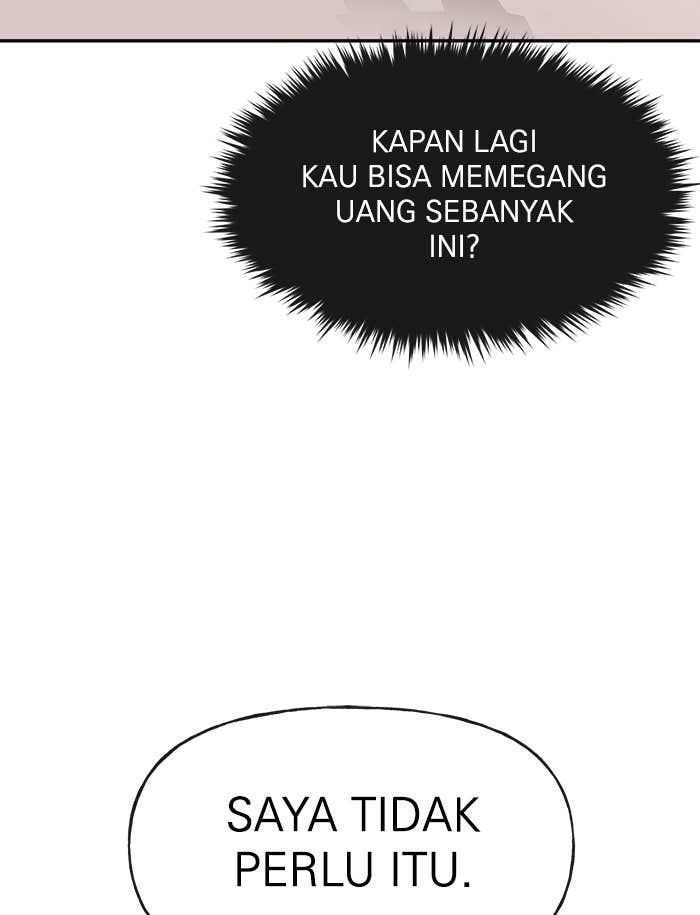 KAPAN LAGI
KAU BISA MEMEGANG
UANG SEBANYAK
INI?
SAYA TIDAK
PERLU ITU.